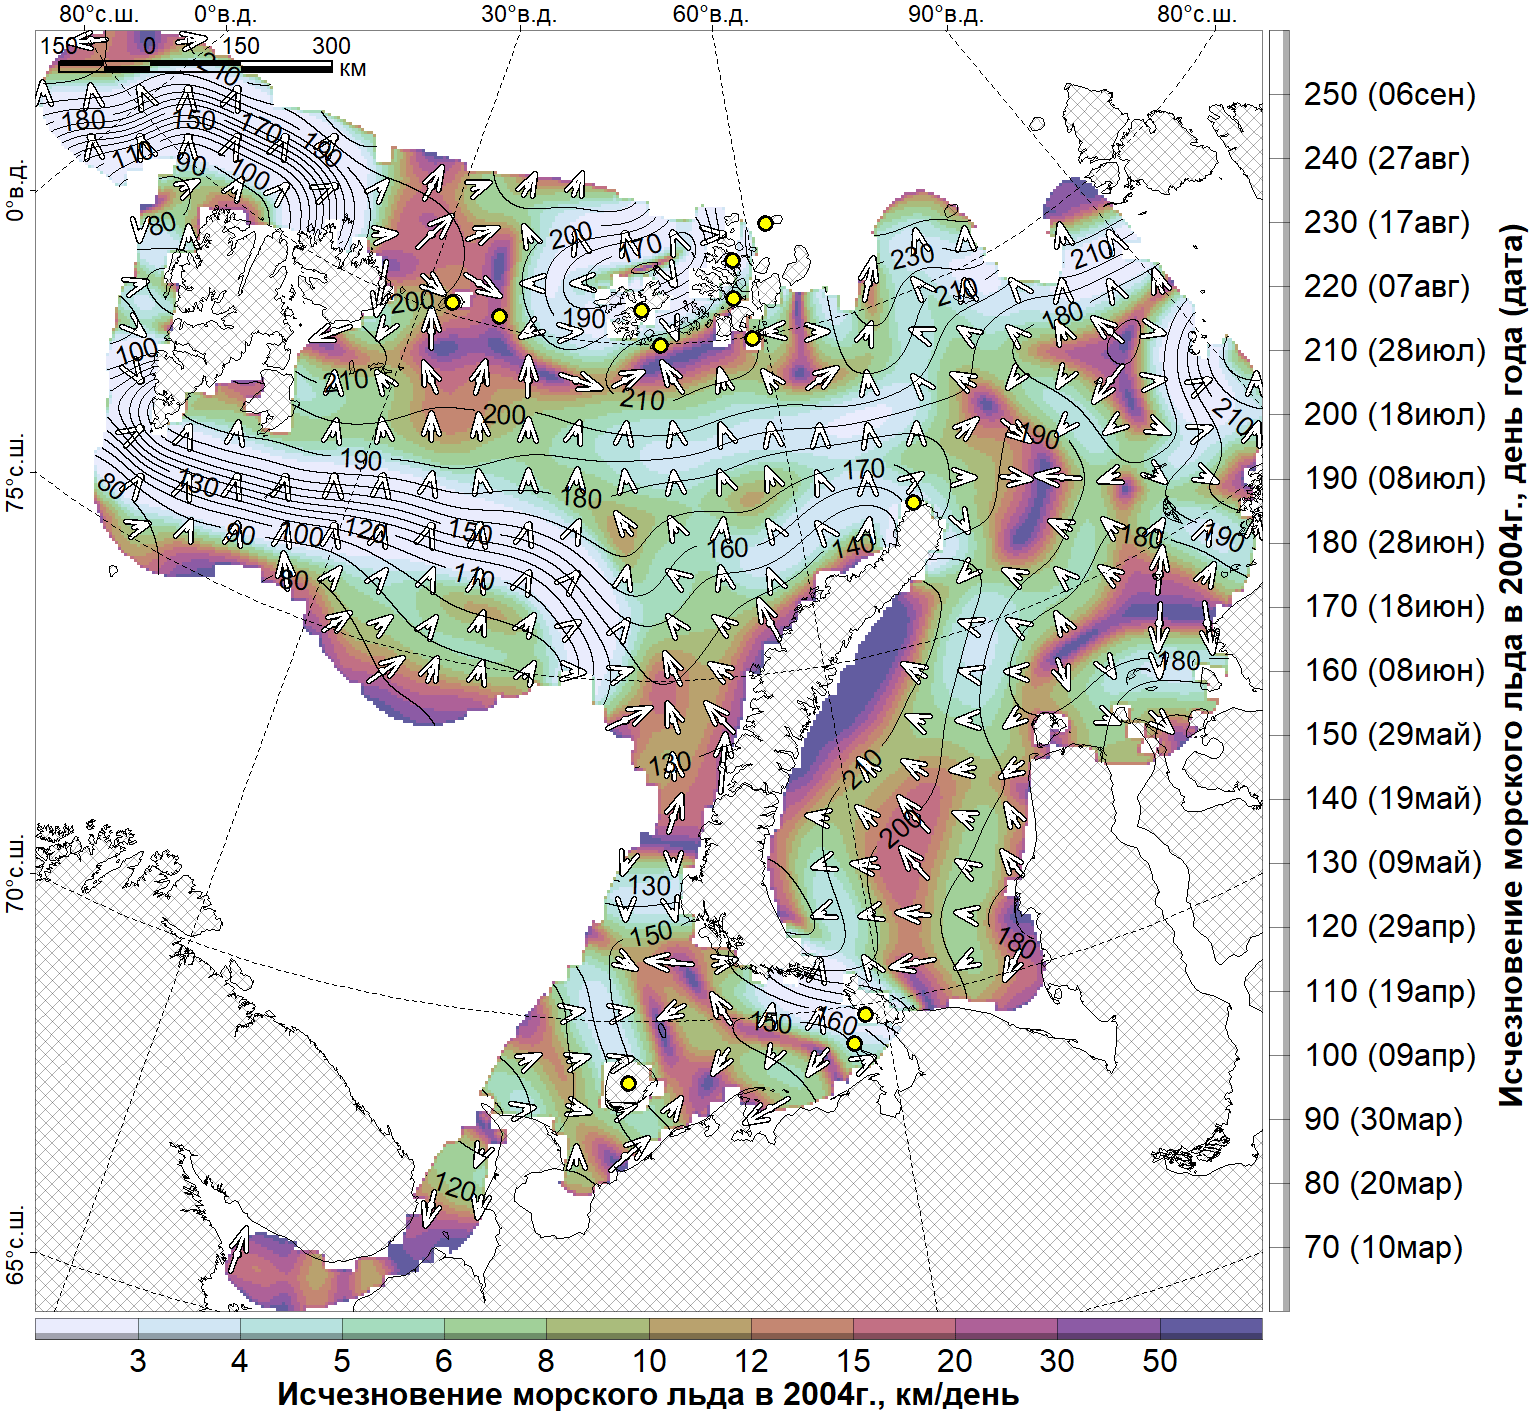 80°с.ш. 0°в.д. 30°в.д. 60°в.д. 90°в.д. 80°с.ш.
150 0 150 300
км
210
180 150 170 190
110 90 100
0°в.д.
80
200 170 230 210
210
200 190 180
100
210
210
200 210
190
190
75°с.ш.
80 130 180 170
90 100 120 150 160 140 180 190
80 170
180
130 210
200
70°с.ш.
130
150 180
150 160
120
65°с.ш.
250 (06сен)
240 (27авг)
230 (17авг)
220 (07авг)
210 (28июл)
200 (18июл)
190 (08июл)
180 (28июн)
170 (18июн)
160 (08июн)
150 (29май)
140 (19май)
130 (09май)
120 (29апр)
110 (19апр)
100 (09апр)
90 (30мар)
80 (20мар)
70 (10мар)
Исчезновение морского льда в 2004г., день года (дата)
3 4 5 6 8 10 12 15 20 30 50
Исчезновение морского льда в 2004г., км/день